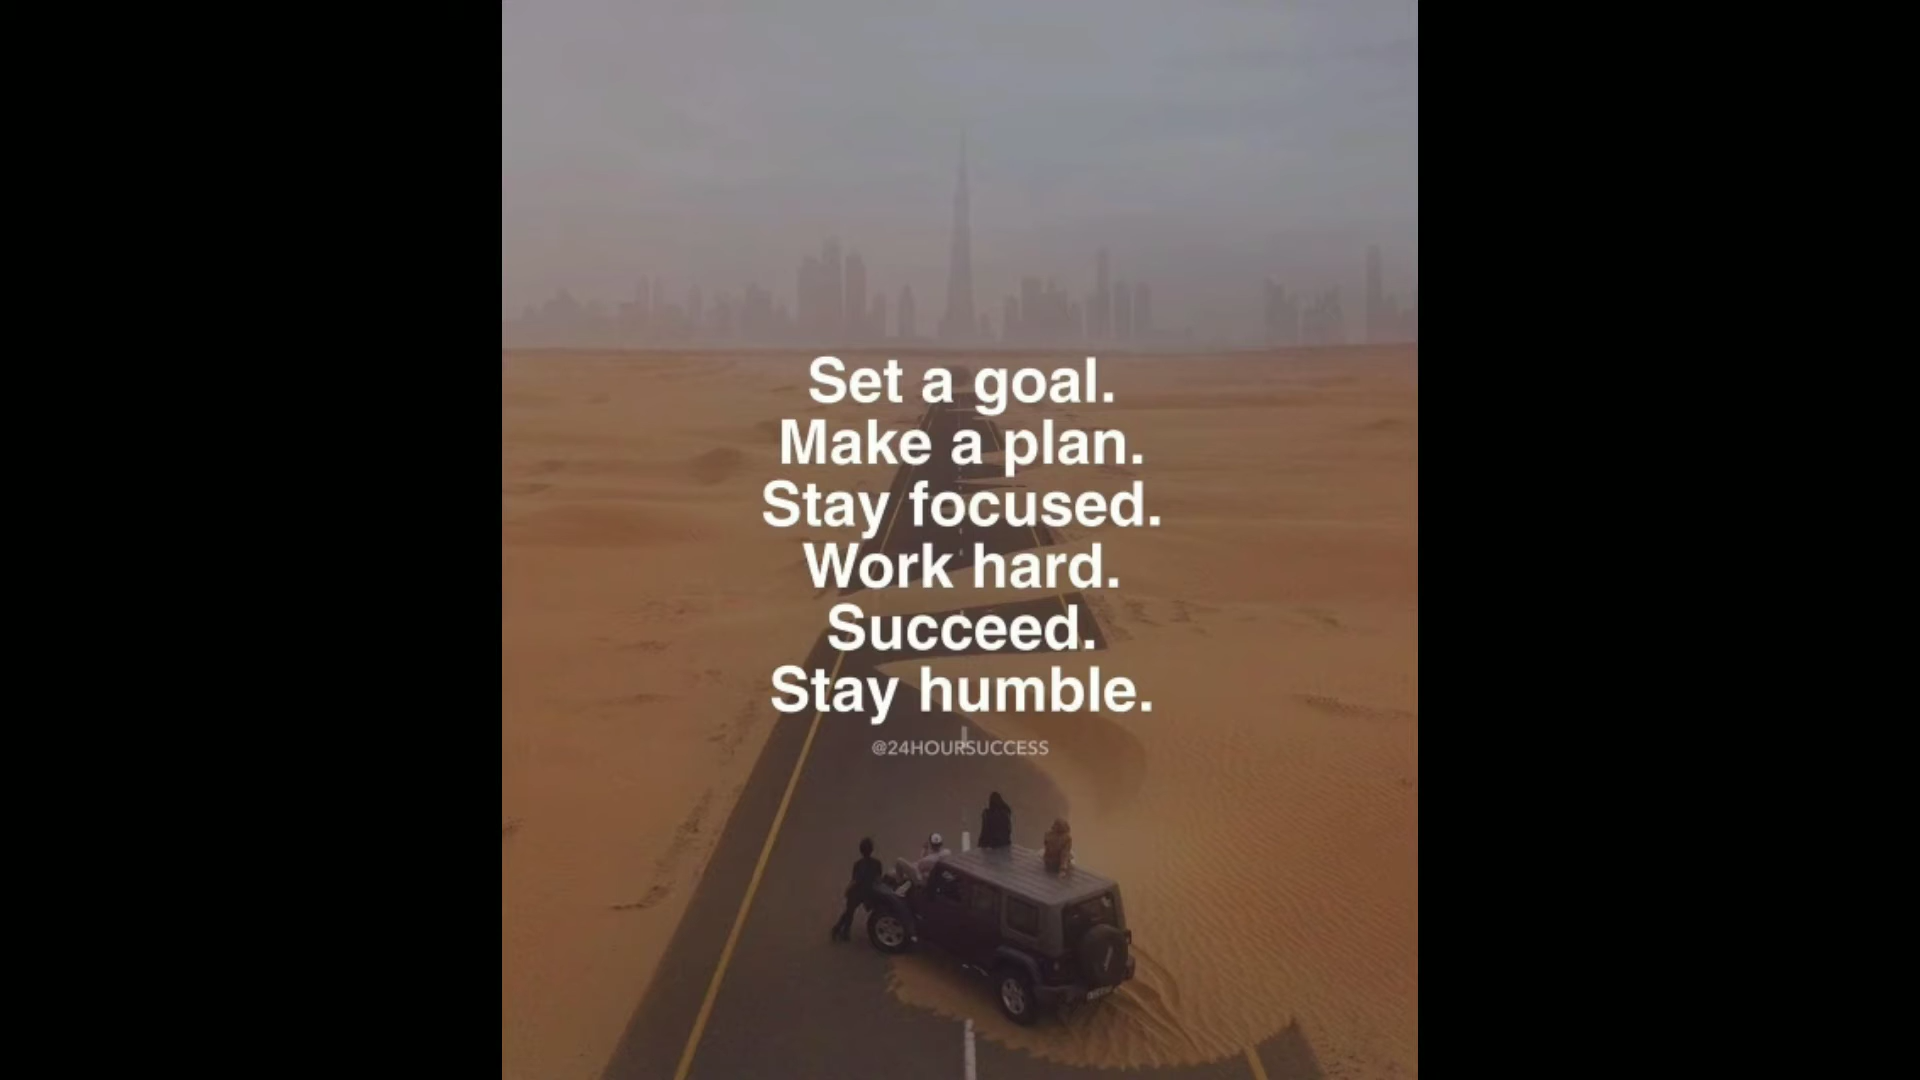 Set a goal.
Make a plan.
Stay focused.
Work hard.
Succeed.
Stay humble.
@24HOURSUCCESS